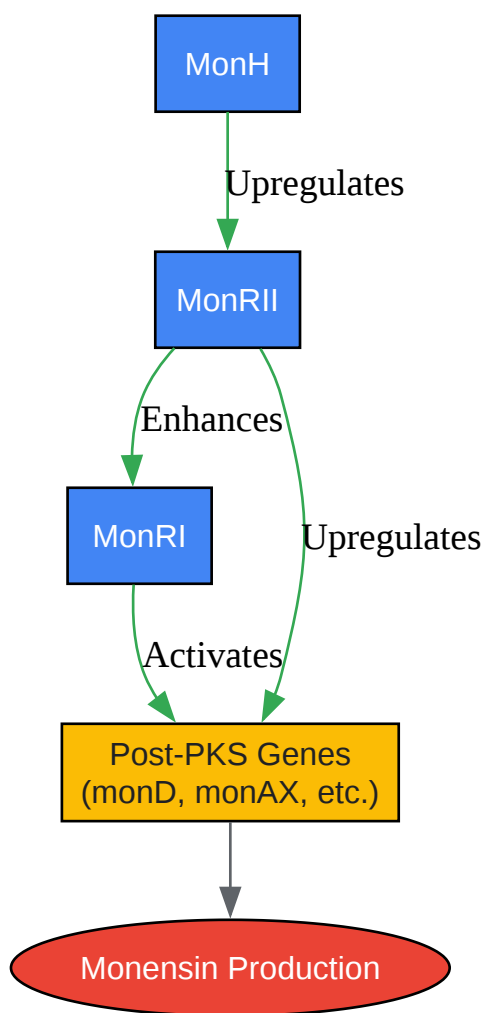 MonH
Upregulates
MonRII
Enhances
MonRI
Upregulates
Activates
Post-PKS Genes
(monD, monAX, etc.)
Monensin Production